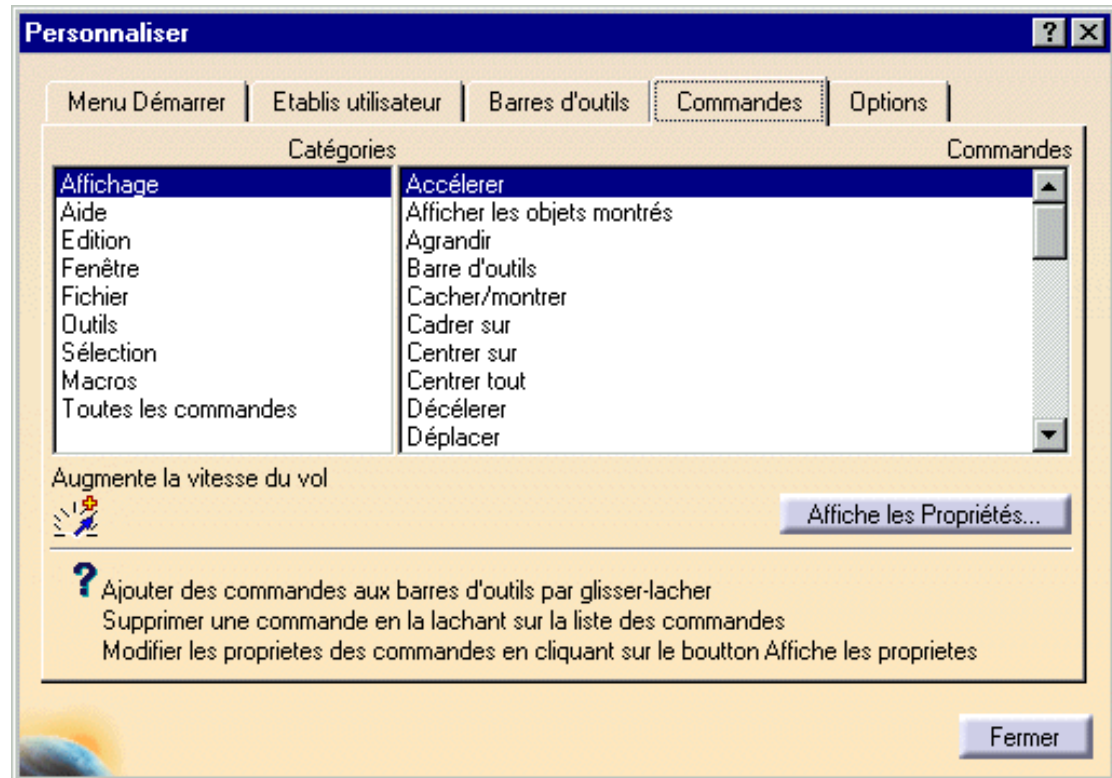 Personnaliser
Menu Démarrer
Etablis utilisateur
Barres d'outils
Commandes
Options
Catégories
Commandes
Affichage
Aide
Edition
Fenêtre
Fichier
Outils
Sélection
Macros
Toutes les commandes
Accélerer
Afficher les objets montrés
Agrandir
Barre d'outils
Cacher/montrer
Cadrer sur
Centrer sur
Centrer tout
Décélerer
Déplacer
Augmente la vitesse du vol
Affiche les Propriétés...
Ajouter des commandes aux barres d'outils par glisser-lacher
Supprimer une commande en la lachant sur la liste des commandes
Modifier les proprietes des commandes en cliquant sur le boutton Affiche les proprietes
Fermer